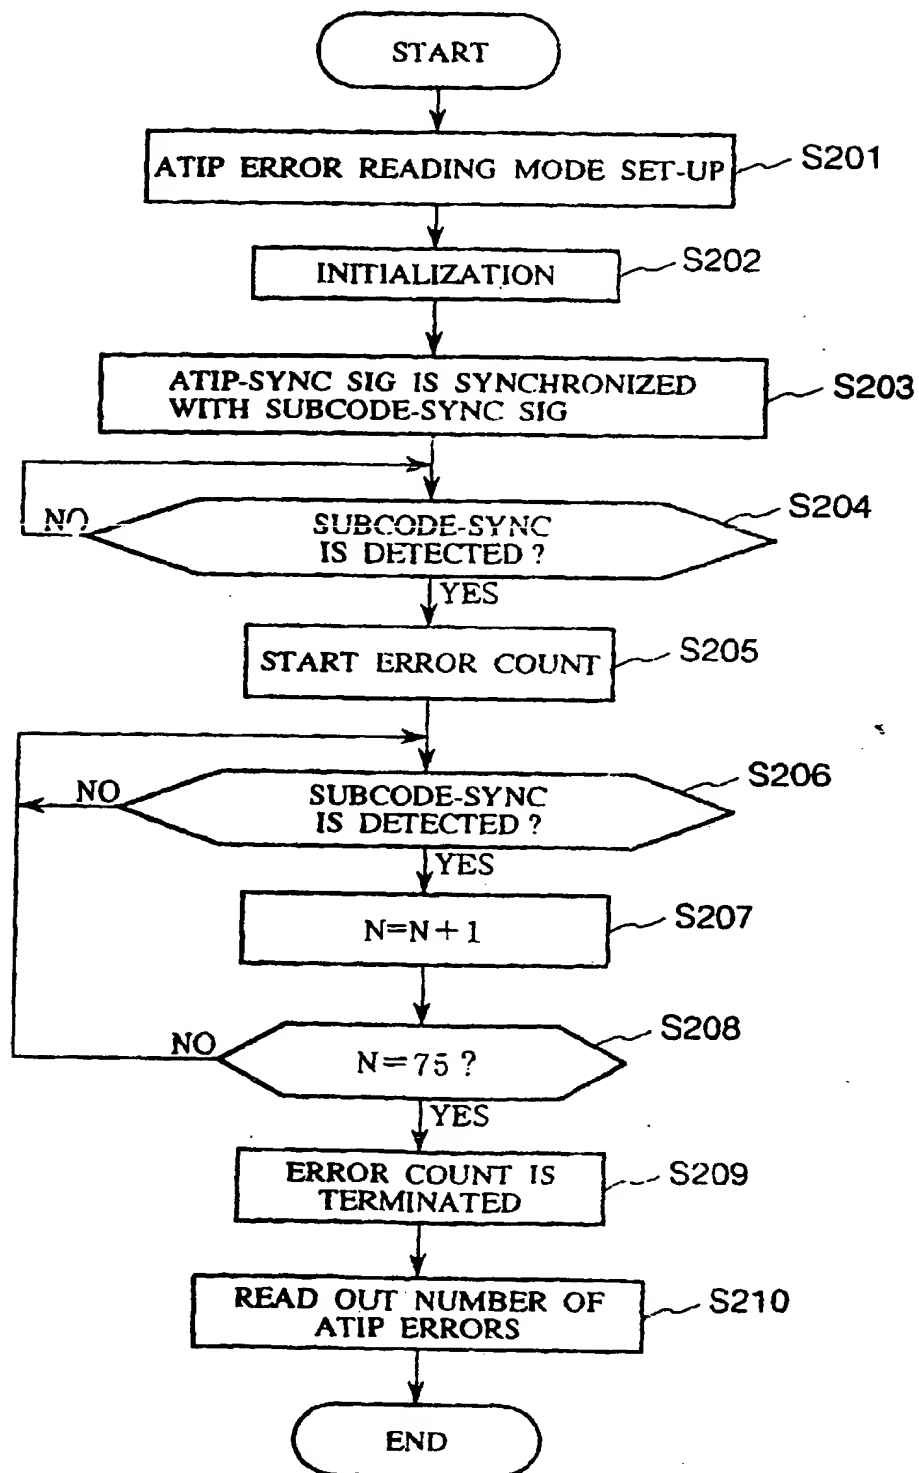 START
ATIP ERROR READING MODE SET-UP
S201
INITIALIZATION
S202
ATIP-SYNC SIG IS SYNCHRONIZED
WITH SUBCODE-SYNC SIG
S203
NO
SUBCODE-SYNC
IS DETECTED?
S204
YES
START ERROR COUNT
S205
NO
SUBCODE-SYNC
IS DETECTED?
S206
YES
N=N+1
S207
NO
N=75?
S208
YES
ERROR COUNT IS
TERMINATED
S209
READ OUT NUMBER OF
ATIP ERRORS
S210
END